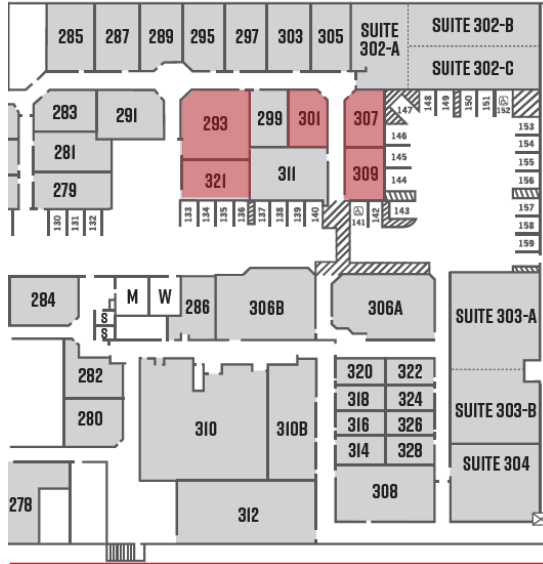 285 287 289 295 297 303 305 SUITE 302-A SUITE 302-B
SUITE 302-C
283 291 293 299 301 307 147 148 149 150 151 152
153
281 146 154
145 155
279 321 311 309 144 156
130 131 132 133 134 135 136 137 138 139 140 141 142 143 157
158
159
284 M W 286 306B 306A SUITE 303-A
S
S
282 320 322
280 310 310B 318 324 SUITE 303-B
316 326
314 328 SUITE 304
278 312 308